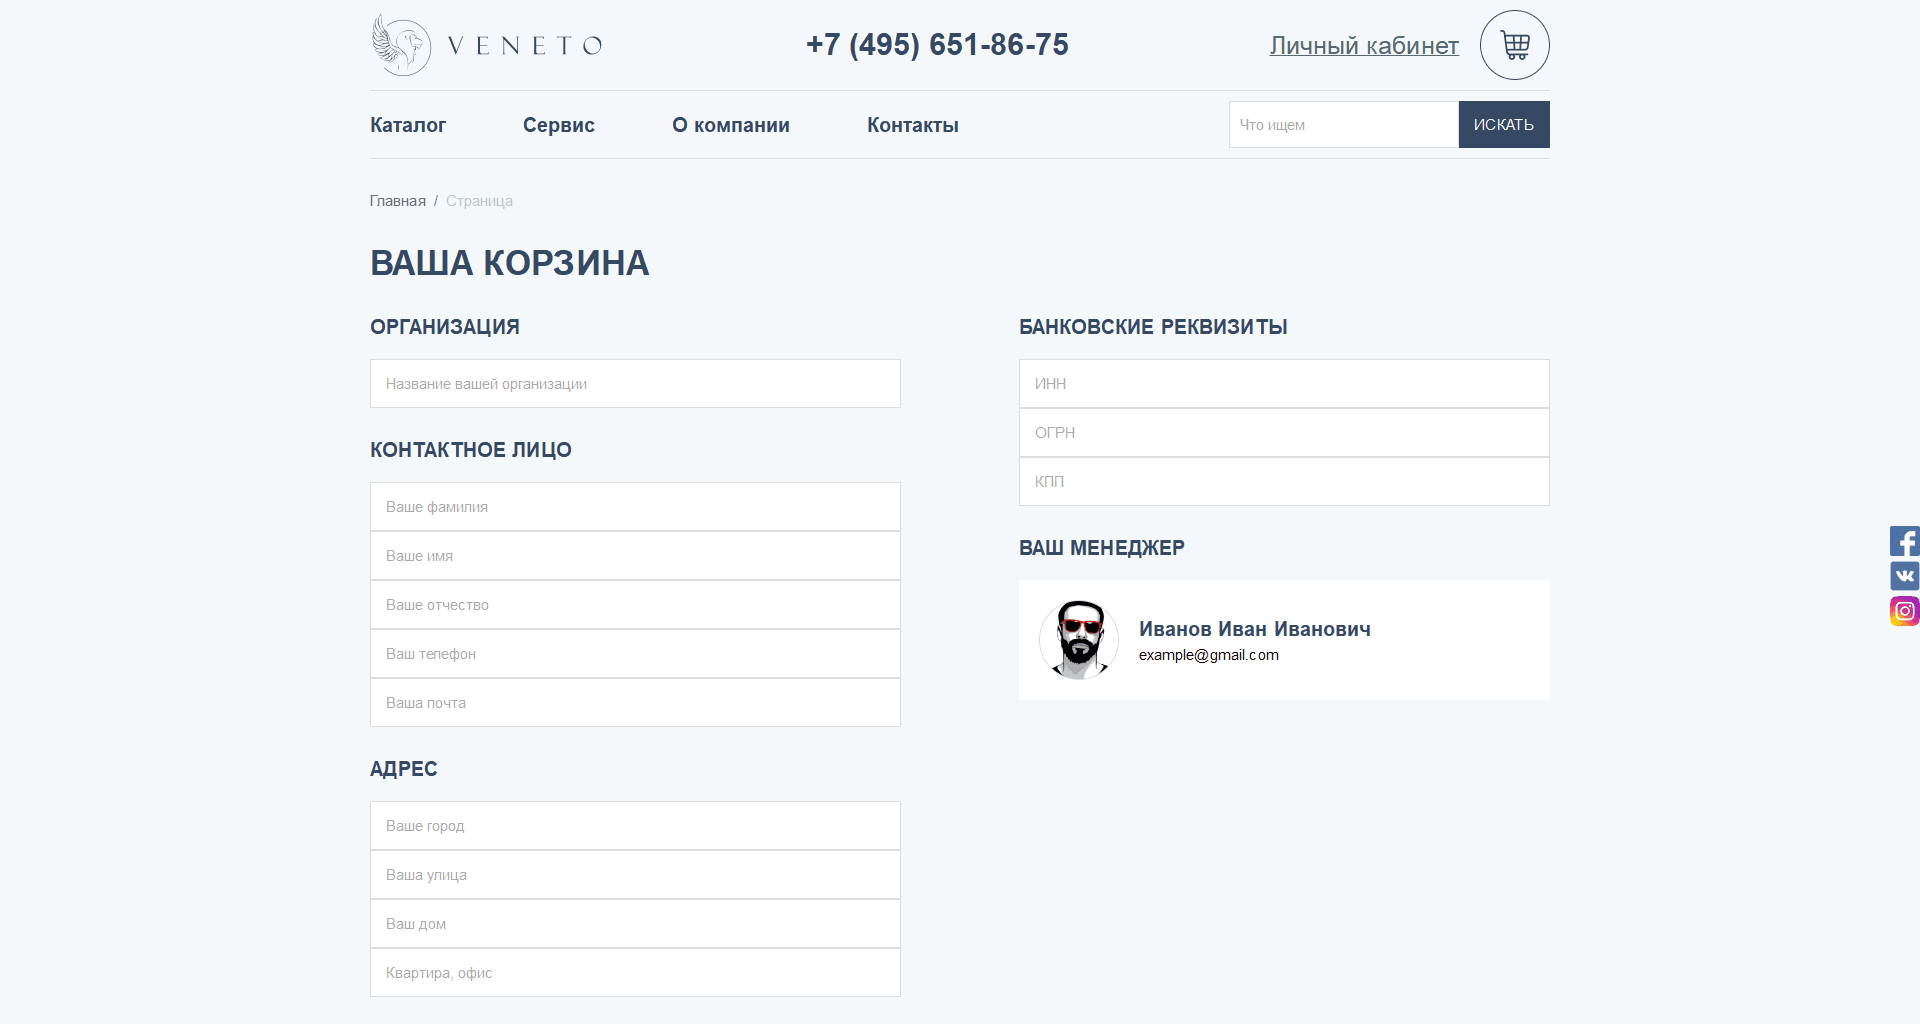 VENETO
+7 (495) 651-86-75
Личный кабинет
Каталог
Сервис
О компании
Контакты
Что ищем
ИСКАТЬ
Главная / Страница
ВАША КОРЗИНА
ОРГАНИЗАЦИЯ
Название вашей организации
КОНТАКТНОЕ ЛИЦО
Ваше фамилия
Ваше имя
Ваше отчество
Ваш телефон
Ваша почта
АДРЕС
Ваше город
Ваша улица
Ваш дом
Квартира, офис
БАНКОВСКИЕ РЕКВИЗИТЫ
ИНН
ОГРН
КПП
ВАШ МЕНЕДЖЕР
Иванов Иван Иванович
example@gmail.com